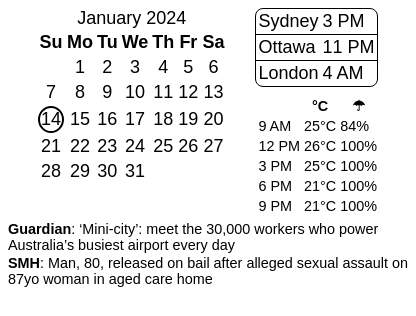 January 2024
Su Mo Tu We Th Fr Sa
1 2 3 4 5 6
7 8 9 10 11 12 13
14 15 16 17 18 19 20
21 22 23 24 25 26 27
28 29 30 31
Sydney 3 PM
Ottawa 11 PM
London 4 AM
°C ☂
9 AM 25°C 84%
12 PM 26°C 100%
3 PM 25°C 100%
6 PM 21°C 100%
9 PM 21°C 100%
Guardian: ‘Mini-city’: meet the 30,000 workers who power
Australia’s busiest airport every day
SMH: Man, 80, released on bail after alleged sexual assault on
87yo woman in aged care home